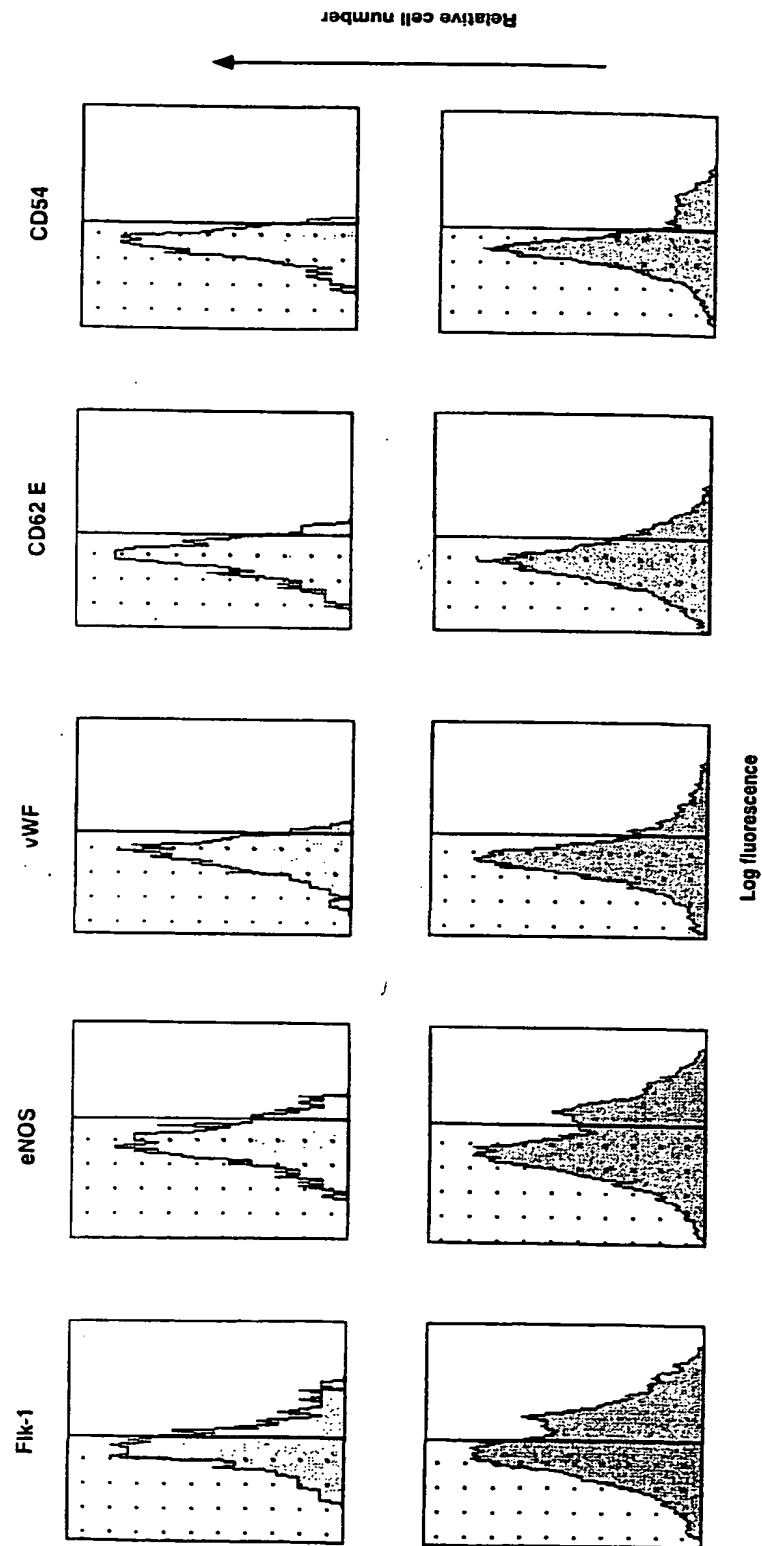 Relative cell number
CD54
CD62 E
vWF
eNOS
Flk-1
Log fluorescence